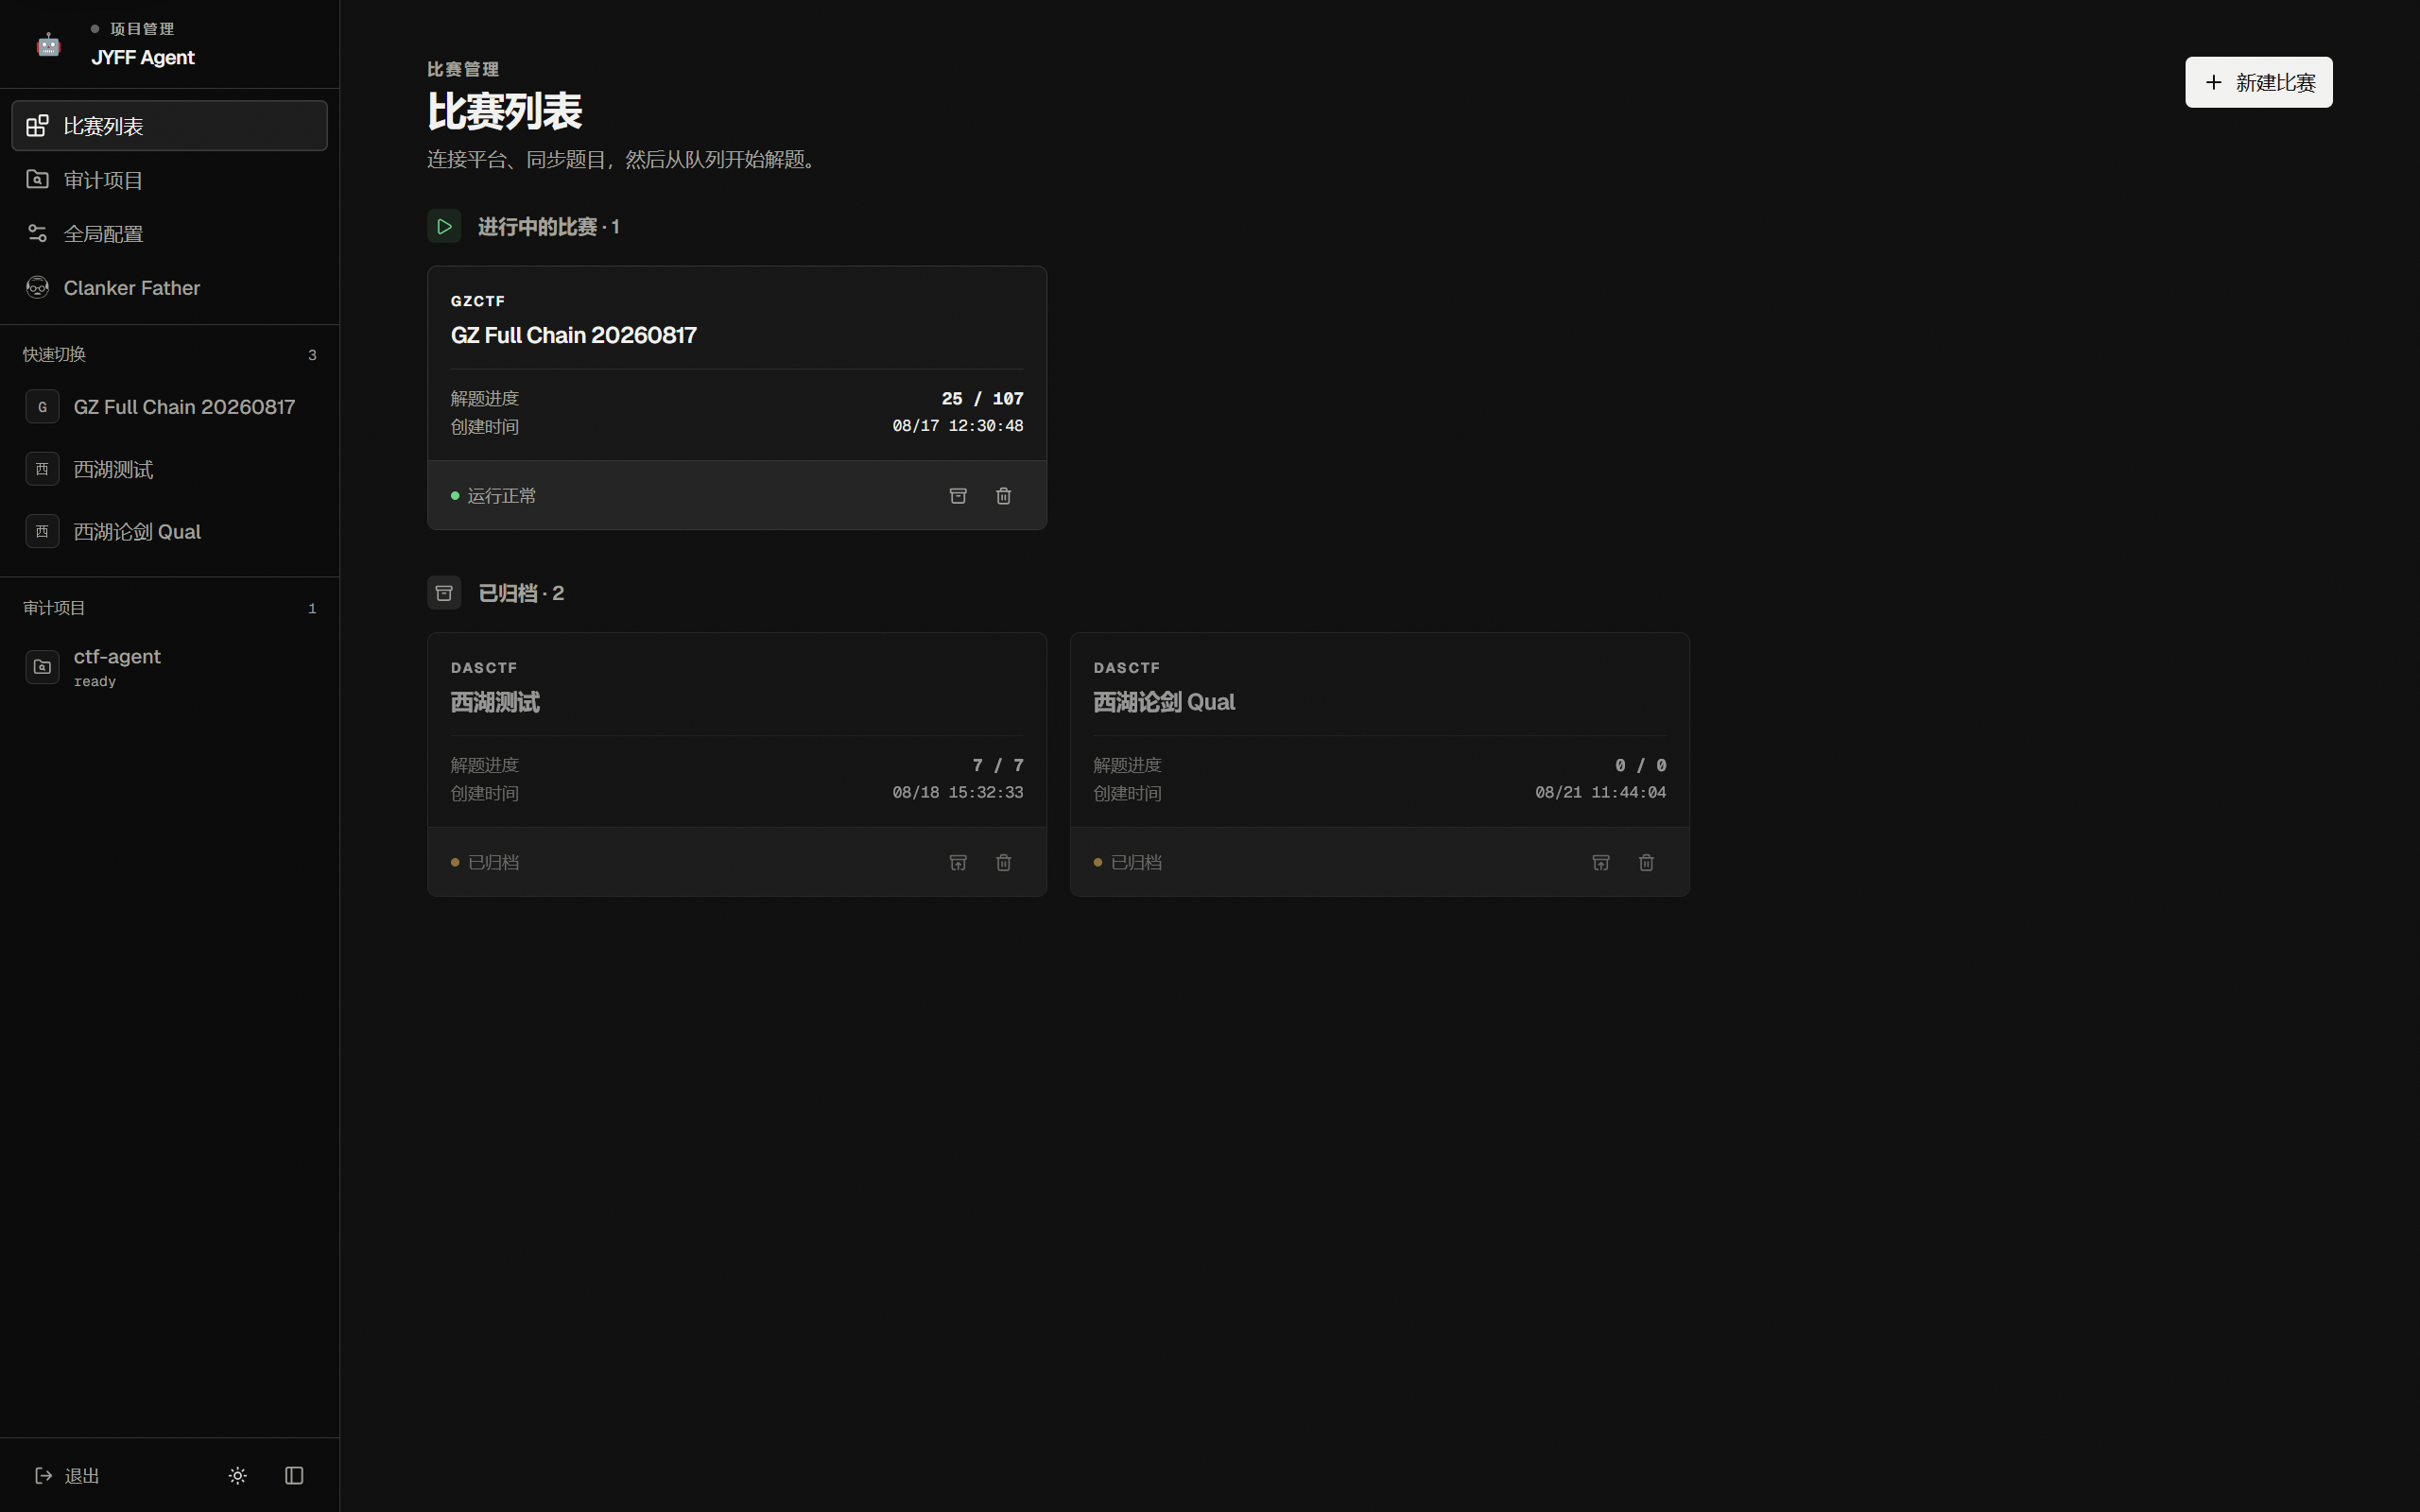 项目管理
JYFF Agent
比赛列表
审计项目
全局配置
Clanker Father
快速切换 3
G GZ Full Chain 20260817
西 西湖测试
西 西湖论剑 Qual
审计项目 1
ctf-agent
ready
退出
比赛管理
比赛列表
连接平台、同步题目，然后从队列开始解题。
新建比赛
进行中的比赛 · 1
GZCTF
GZ Full Chain 20260817
解题进度 25 / 107
创建时间 08/17 12:30:48
运行正常
已归档 · 2
DASCTF
西湖测试
解题进度 7 / 7
创建时间 08/18 15:32:33
已归档
DASCTF
西湖论剑 Qual
解题进度 0 / 0
创建时间 08/21 11:44:04
已归档